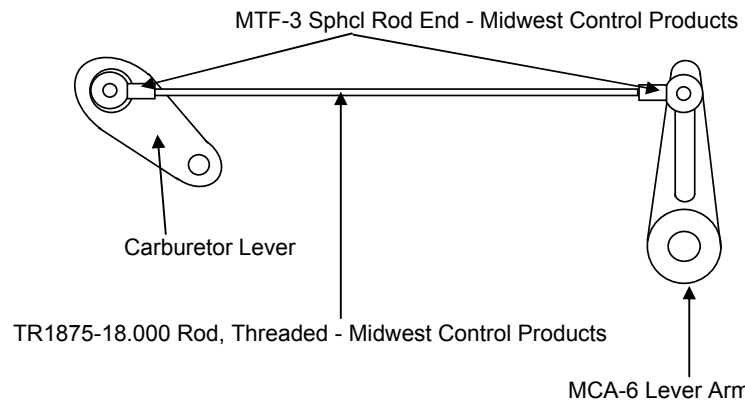 MTF-3 Sphcl Rod End - Midwest Control Products
Carburetor Lever
TR1875-18.000 Rod, Threaded - Midwest Control Products
MCA-6 Lever Arm